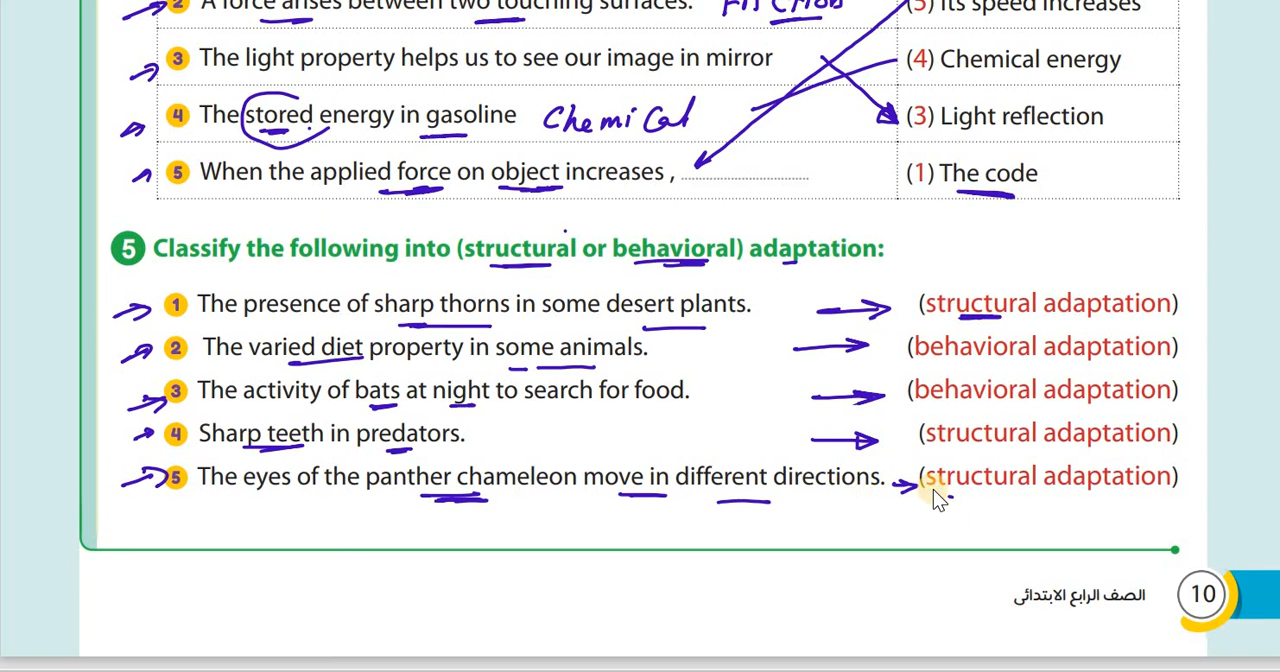 2 A force arises between two touching surfaces. Friction (5) Its speed increases
3 The light property helps us to see our image in mirror (4) Chemical energy
4 The stored energy in gasoline Chemical (3) Light reflection
5 When the applied force on object increases , .............................. (1) The code
5 Classify the following into (structural or behavioral) adaptation:
1 The presence of sharp thorns in some desert plants. (structural adaptation)
2 The varied diet property in some animals. (behavioral adaptation)
3 The activity of bats at night to search for food. (behavioral adaptation)
4 Sharp teeth in predators. (structural adaptation)
5 The eyes of the panther chameleon move in different directions. (structural adaptation)
الصف الرابع الابتدائى 10